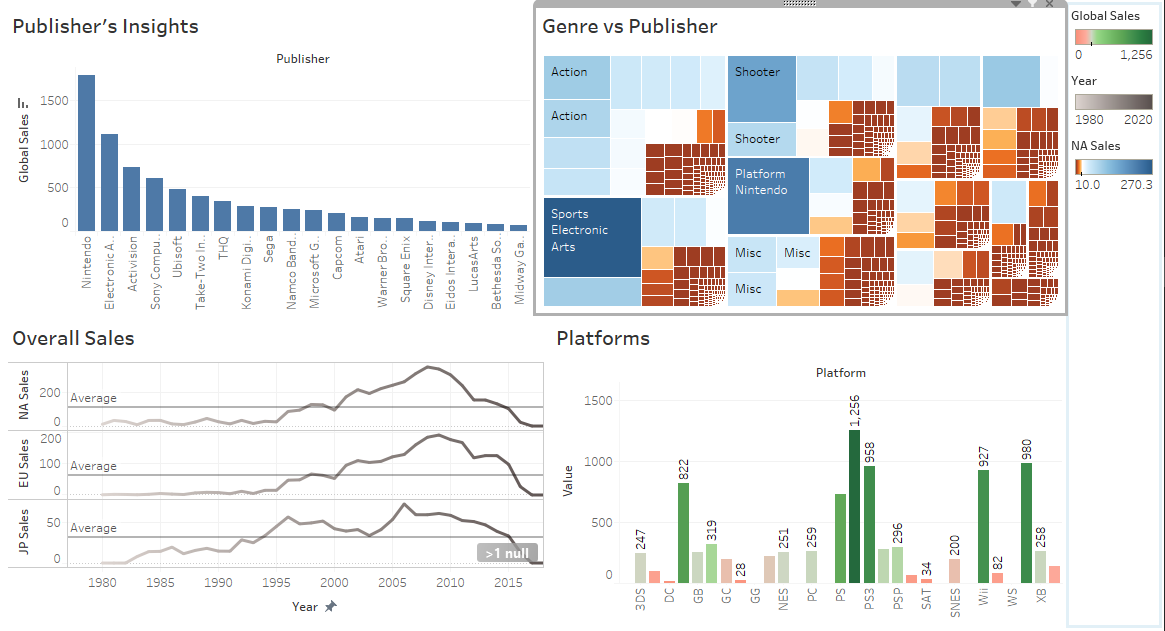 Publisher's Insights
Publisher
Global Sales
1500
1000
500
0
Nintendo
Electronic A..
Activision
Sony Compu..
Ubisoft
Take-Two In..
THQ
Konami Digi..
Sega
Namco Band..
Microsoft G..
Capcom
Atari
Warner Bro..
Square Enix
Disney Inter..
Eidos Intera..
LucasArts
Bethesda So..
Midway Ga..
Genre vs Publisher
Action
Action
Sports
Electronic
Arts
Shooter
Shooter
Platform
Nintendo
Misc
Misc
Misc
Global Sales
0
1,256
Year
1980
2020
NA Sales
10.0
270.3
Overall Sales
NA Sales
200
0
Average
EU Sales
200
100
0
Average
JP Sales
50
0
Average
>1 null
1980
1985
1990
1995
2000
2005
2010
2015
Year
Platforms
Platform
Value
1500
1000
500
0
247
822
319
28
251
259
1,256
958
296
34
200
927
82
980
258
3DS
DC
GB
GC
GG
NES
PC
PS
PS3
PSP
SAT
SNES
Wii
WS
XB